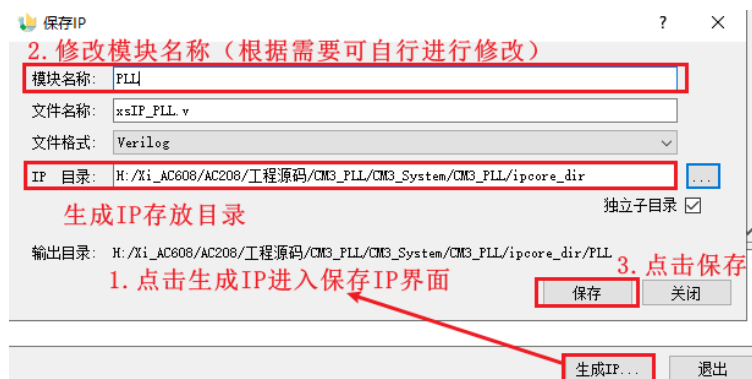 保存IP ? ×
2. 修改模块名称（根据需要可自行进行修改）
模块名称: PLL
文件名称: xsIP_PLL.v
文件格式: Verilog
IP 目录: H:/Xi_AC608/AC208/工程源码/CM3_PLL/CM3_System/CM3_PLL/ipcore_dir ...
生成IP存放目录
独立子目录
输出目录: H:/Xi_AC608/AC208/工程源码/CM3_PLL/CM3_System/CM3_PLL/ipcore_dir/PLL
1. 点击生成IP进入保存IP界面
3. 点击保存
保存 关闭
生成IP... 退出